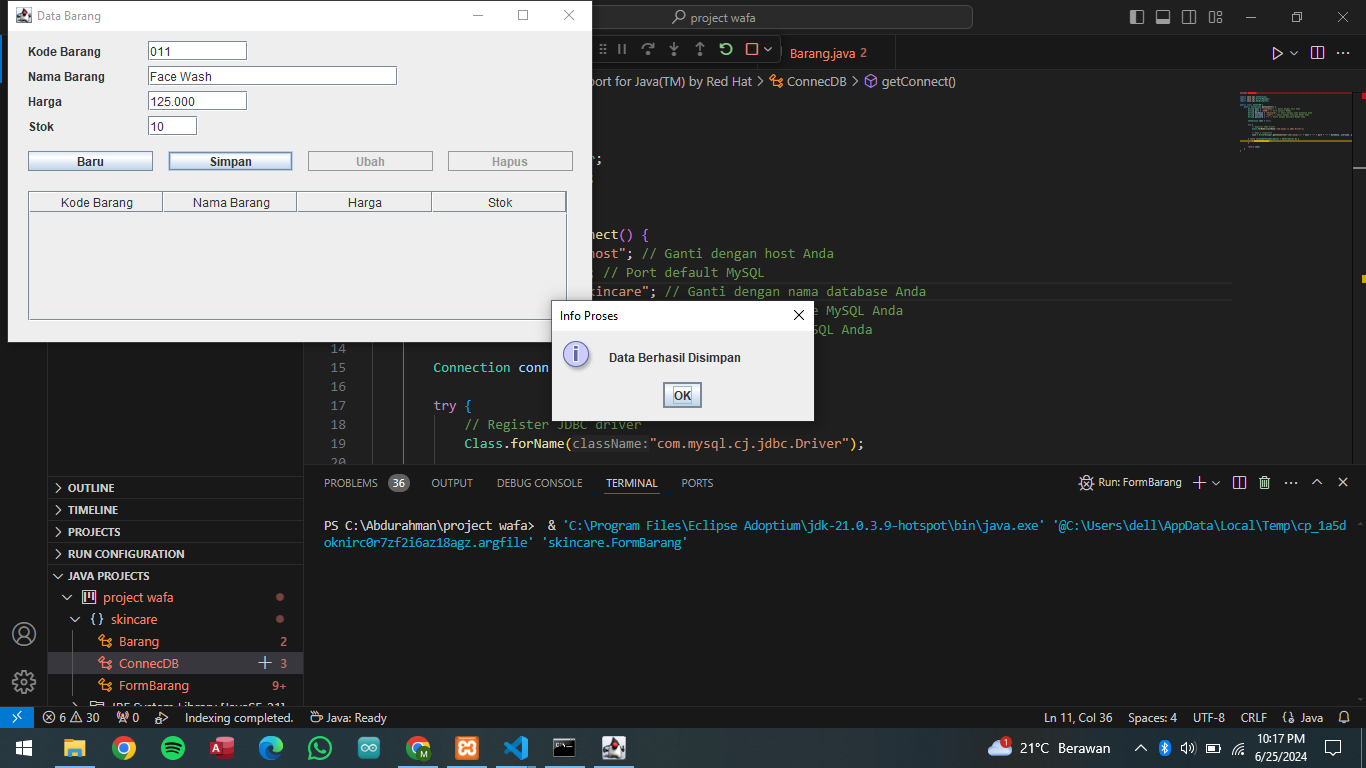 Data Barang
project wafa
Kode Barang
011
Nama Barang
Face Wash
Harga
125.000
Stok
10
Baru
Simpan
Ubah
Hapus
Kode Barang Nama Barang Harga Stok
Barang.java 2
port for Java(TM) by Red Hat > ConnecDB > getConnect()
r;
nect() {
host"; // Ganti dengan host Anda
; // Port default MySQL
kincare"; // Ganti dengan nama database Anda
e MySQL Anda
SQL Anda
Info Proses
Data Berhasil Disimpan
OK
14
15 Connection conn
16
17 try {
18 // Register JDBC driver
19 Class.forName(className:"com.mysql.cj.jdbc.Driver");
20
PROBLEMS 36 OUTPUT DEBUG CONSOLE TERMINAL PORTS
Run: FormBarang
PS C:\Abdurahman\project wafa> & 'C:\Program Files\Eclipse Adoptium\jdk-21.0.3.9-hotspot\bin\java.exe' '@C:\Users\dell\AppData\Local\Temp\cp_1a5d
oknirc0r7zf2i6az18agz.argfile' 'skincare.FormBarang'
OUTLINE
TIMELINE
PROJECTS
RUN CONFIGURATION
JAVA PROJECTS
project wafa
{} skincare
Barang 2
ConnecDB + 3
FormBarang 9+
JRE System Library [JavaSE-21]
6 30 0 Indexing completed. Java: Ready
Ln 11, Col 36 Spaces: 4 UTF-8 CRLF {} Java
1 21°C Berawan
10:17 PM
6/25/2024